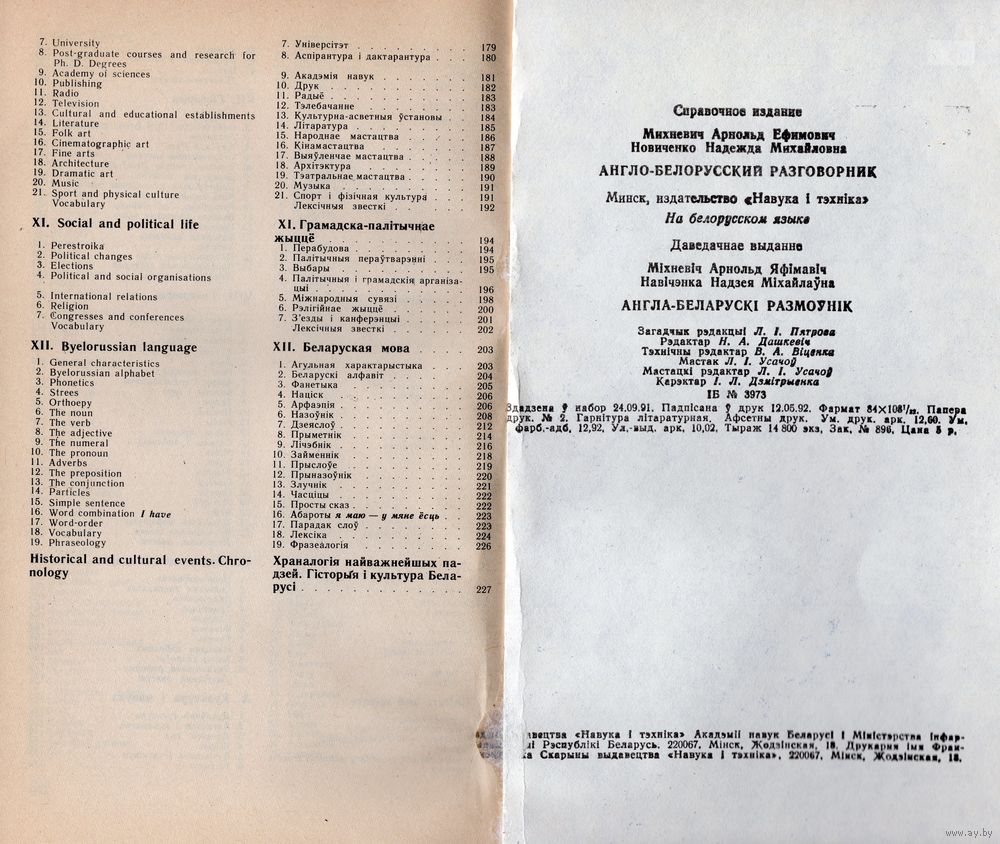 7. University
8. Post-graduate courses and research for
Ph. D. Degrees
9. Academy of sciences
10. Publishing
11. Radio
12. Television
13. Cultural and educational establishments
14. Literature
15. Folk art
16. Cinematographic art
17. Fine arts
18. Architecture
19. Dramatic art
20. Music
21. Sport and physical culture
Vocabulary
XI. Social and political life
1. Perestroika
2. Political changes
3. Elections
4. Political and social organisations
5. International relations
6. Religion
7. Congresses and conferences
Vocabulary
XII. Byelorussian language
1. General characteristics
2. Byelorussian alphabet
3. Phonetics
4. Strees
5. Orthoepy
6. The noun
7. The verb
8. The adjective
9. The numeral
10. The pronoun
11. Adverbs
12. The preposition
13. The conjunction
14. Particles
15. Simple sentence
16. Word combination I have
17. Word-order
18. Vocabulary
19. Phraseology
Historical and cultural events. Chro-
nology
7. Універсітэт . . . . . . . . . 179
8. Аспірантура і дактарантура . . . 180
9. Акадэмія навук . . . . . . . . 181
10. Друк . . . . . . . . . . . . 182
11. Радыё . . . . . . . . . . . 183
12. Тэлебачанне . . . . . . . . . 183
13. Культурна-асветныя ўстановы . . 184
14. Літаратура . . . . . . . . . 185
15. Народнае мастацтва . . . . . . 186
16. Кінамастацтва . . . . . . . . 187
17. Выяўленчае мастацтва . . . . . 188
18. Архітэктура . . . . . . . . . 189
19. Тэатральнае мастацтва . . . . . 190
20. Музыка . . . . . . . . . . . 191
21. Спорт і фізічная культура . . . 191
Лексічныя звесткі . . . . . . . 192
XI. Грамадска-палітычнае
жыццё . . . . . . . . . . . . 194
1. Перабудова . . . . . . . . . 194
2. Палітычныя пераўтварэнні . . . 195
3. Выбары . . . . . . . . . . . 195
4. Палітычныя і грамадскія арганіза-
цыі . . . . . . . . . . . . 196
5. Міжнародныя сувязі . . . . . . 198
6. Рэлігійнае жыццё . . . . . . . 200
7. З'езды і канферэнцыі . . . . . 201
Лексічныя звесткі . . . . . . . 202
XII. Беларуская мова . . . . 203
1. Агульная характарыстыка . . . . 203
2. Беларускі алфавіт . . . . . . . 204
3. Фанетыка . . . . . . . . . . 205
4. Націск . . . . . . . . . . . 206
5. Арфаэпія . . . . . . . . . . 206
6. Назоўнік . . . . . . . . . . 208
7. Дзеяслоў . . . . . . . . . . 212
8. Прыметнік . . . . . . . . . . 214
9. Лічэбнік . . . . . . . . . . 216
10. Займеннік . . . . . . . . . . 218
11. Прыслоўе . . . . . . . . . . 219
12. Прыназоўнік . . . . . . . . . 220
13. Злучнік . . . . . . . . . . . 221
14. Часціцы . . . . . . . . . . . 222
15. Просты сказ . . . . . . . . . 222
16. Абароты я маю — у мяне ёсць . . 223
17. Парадак слоў . . . . . . . . . 223
18. Лексіка . . . . . . . . . . . 224
19. Фразеалогія . . . . . . . . . 226
Храналогія найважнейшых па-
дзей. Гісторыя і культура Бела-
русі . . . . . . . . . . . . . 227
Справочное издание
Михневич Арнольд Ефимович
Новиченко Надежда Михайловна
АНГЛО-БЕЛОРУССКИЙ РАЗГОВОРНИК
Минск, издательство «Навука і тэхніка»
На белорусском языке
Даведачнае выданне
Міхневіч Арнольд Яфімавіч
Навічэнка Надзея Міхайлаўна
АНГЛА-БЕЛАРУСКІ РАЗМОЎНІК
Загадчык рэдакцыі Л. І. Пятрова
Рэдактар Н. А. Дашкевіч
Тэхнічны рэдактар В. А. Віценка
Мастак Л. І. Усачоў
Мастацкі рэдактар Л. І. Усачоў
Карэктар І. Л. Дзмітрыенка
ІБ № 3973
Здадзена ў набор 24.09.91. Падпісана ў друк 12.05.92. Фармат 84×108¹/₃₂. Папера
друк. № 2. Гарнітура літаратурная. Афсетны друк. Ум. друк. арк. 12,60. Ум.
фарб.-адб. 12,92. Ул.-выд. арк. 10,02. Тыраж 14 800 экз. Зак. № 896. Цана 5 р.
авецтва «Навука і тэхніка» Акадэміі навук Беларусі і Міністэрства інфар-
Рэспублікі Беларусь. 220067. Мінск, Жодзінская, 18. Друкарня імя Фран-
Скарыны выдавецтва «Навука і тэхніка». 220067. Мінск, Жодзінская, 18.
www.ay.by